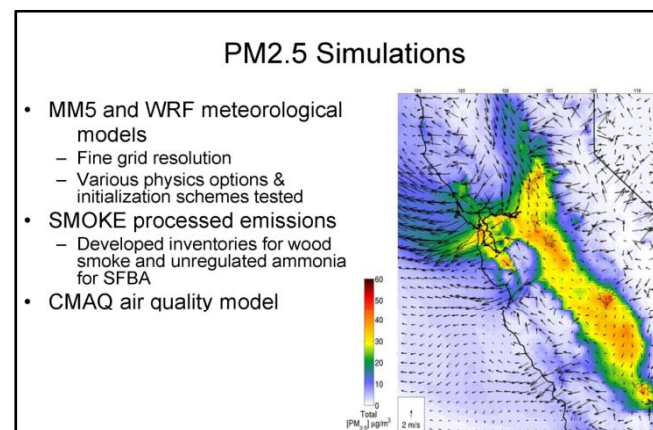 PM2.5 Simulations
• MM5 and WRF meteorological
models
– Fine grid resolution
– Various physics options &
initialization schemes tested
• SMOKE processed emissions
– Developed inventories for wood
smoke and unregulated ammonia
for SFBA
• CMAQ air quality model
60
50
40
30
20
10
0
Total
[PM2.5] µg/m³
2 m/s